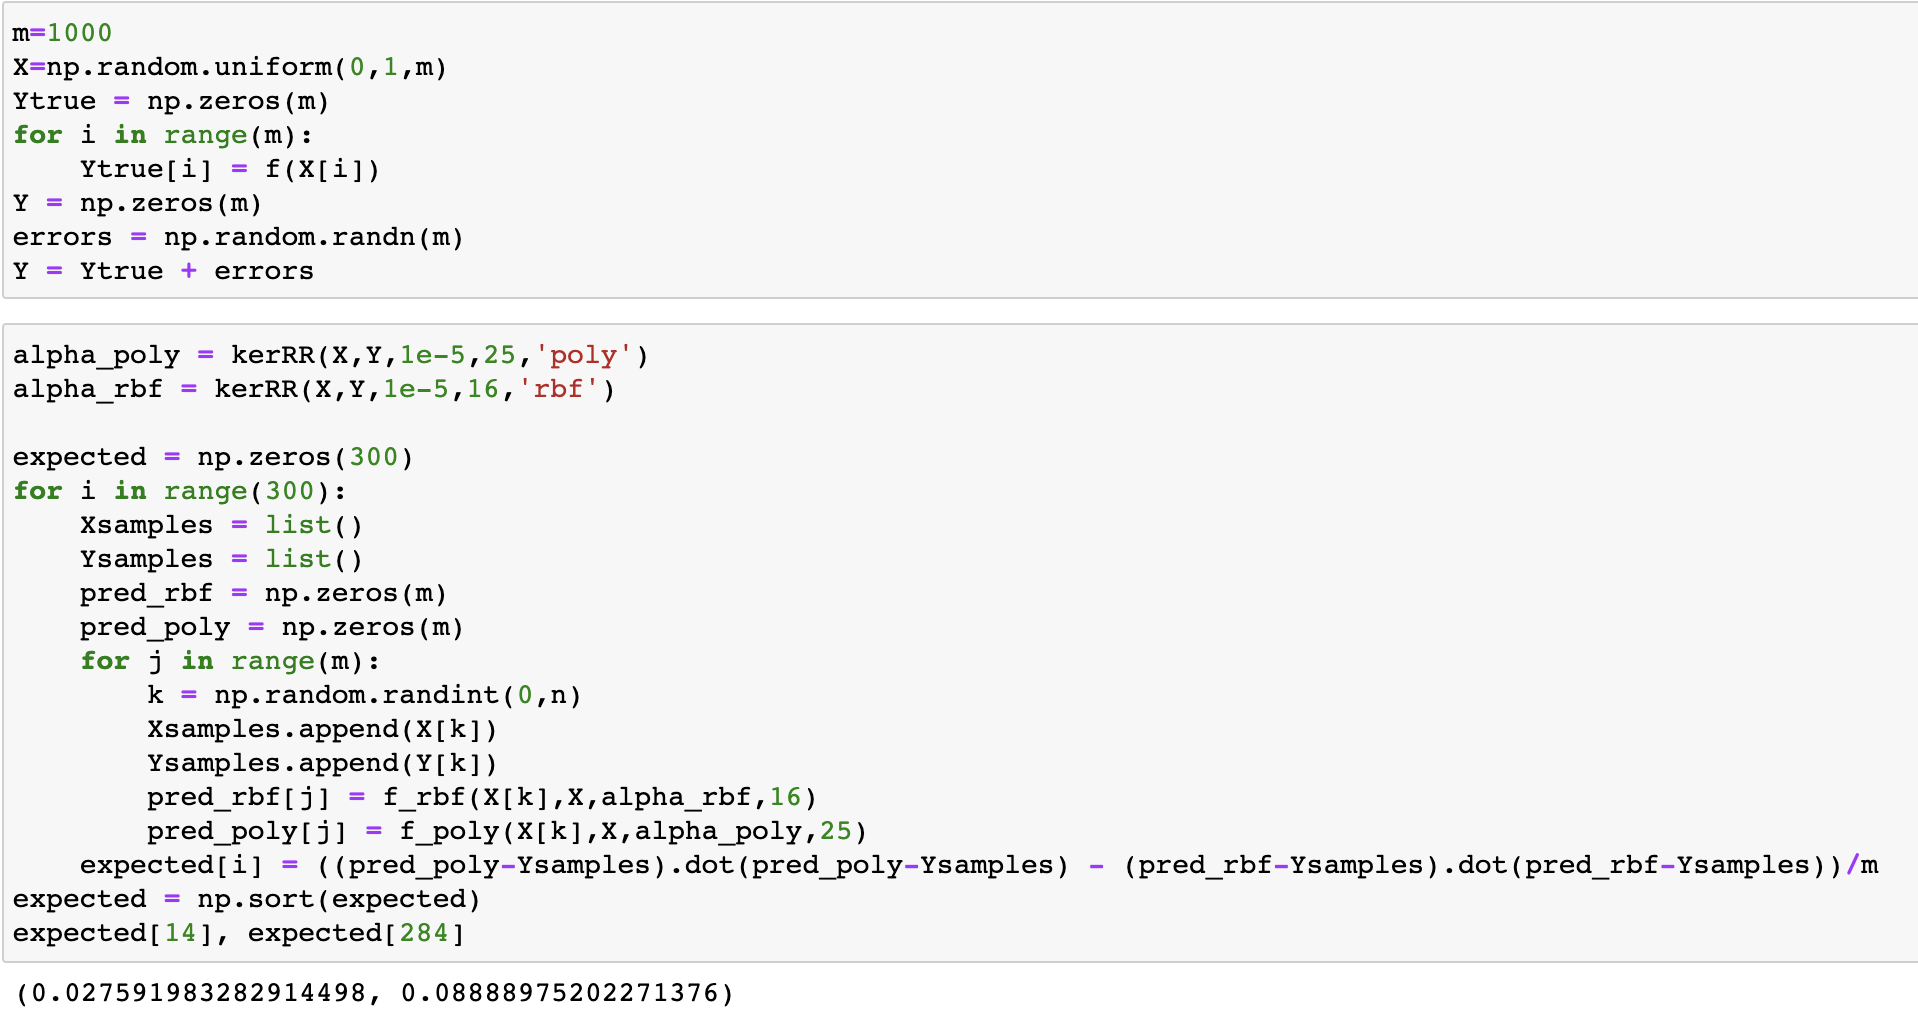 m=1000
X=np.random.uniform(0,1,m)
Ytrue = np.zeros(m)
for i in range(m):
    Ytrue[i] = f(X[i])
Y = np.zeros(m)
errors = np.random.randn(m)
Y = Ytrue + errors
alpha_poly = kerRR(X,Y,1e-5,25,'poly')
alpha_rbf = kerRR(X,Y,1e-5,16,'rbf')
expected = np.zeros(300)
for i in range(300):
    Xsamples = list()
    Ysamples = list()
    pred_rbf = np.zeros(m)
    pred_poly = np.zeros(m)
    for j in range(m):
        k = np.random.randint(0,n)
        Xsamples.append(X[k])
        Ysamples.append(Y[k])
        pred_rbf[j] = f_rbf(X[k],X,alpha_rbf,16)
        pred_poly[j] = f_poly(X[k],X,alpha_poly,25)
    expected[i] = ((pred_poly-Ysamples).dot(pred_poly-Ysamples) - (pred_rbf-Ysamples).dot(pred_rbf-Ysamples))/m
expected = np.sort(expected)
expected[14], expected[284]
(0.027591983282914498, 0.08888975202271376)